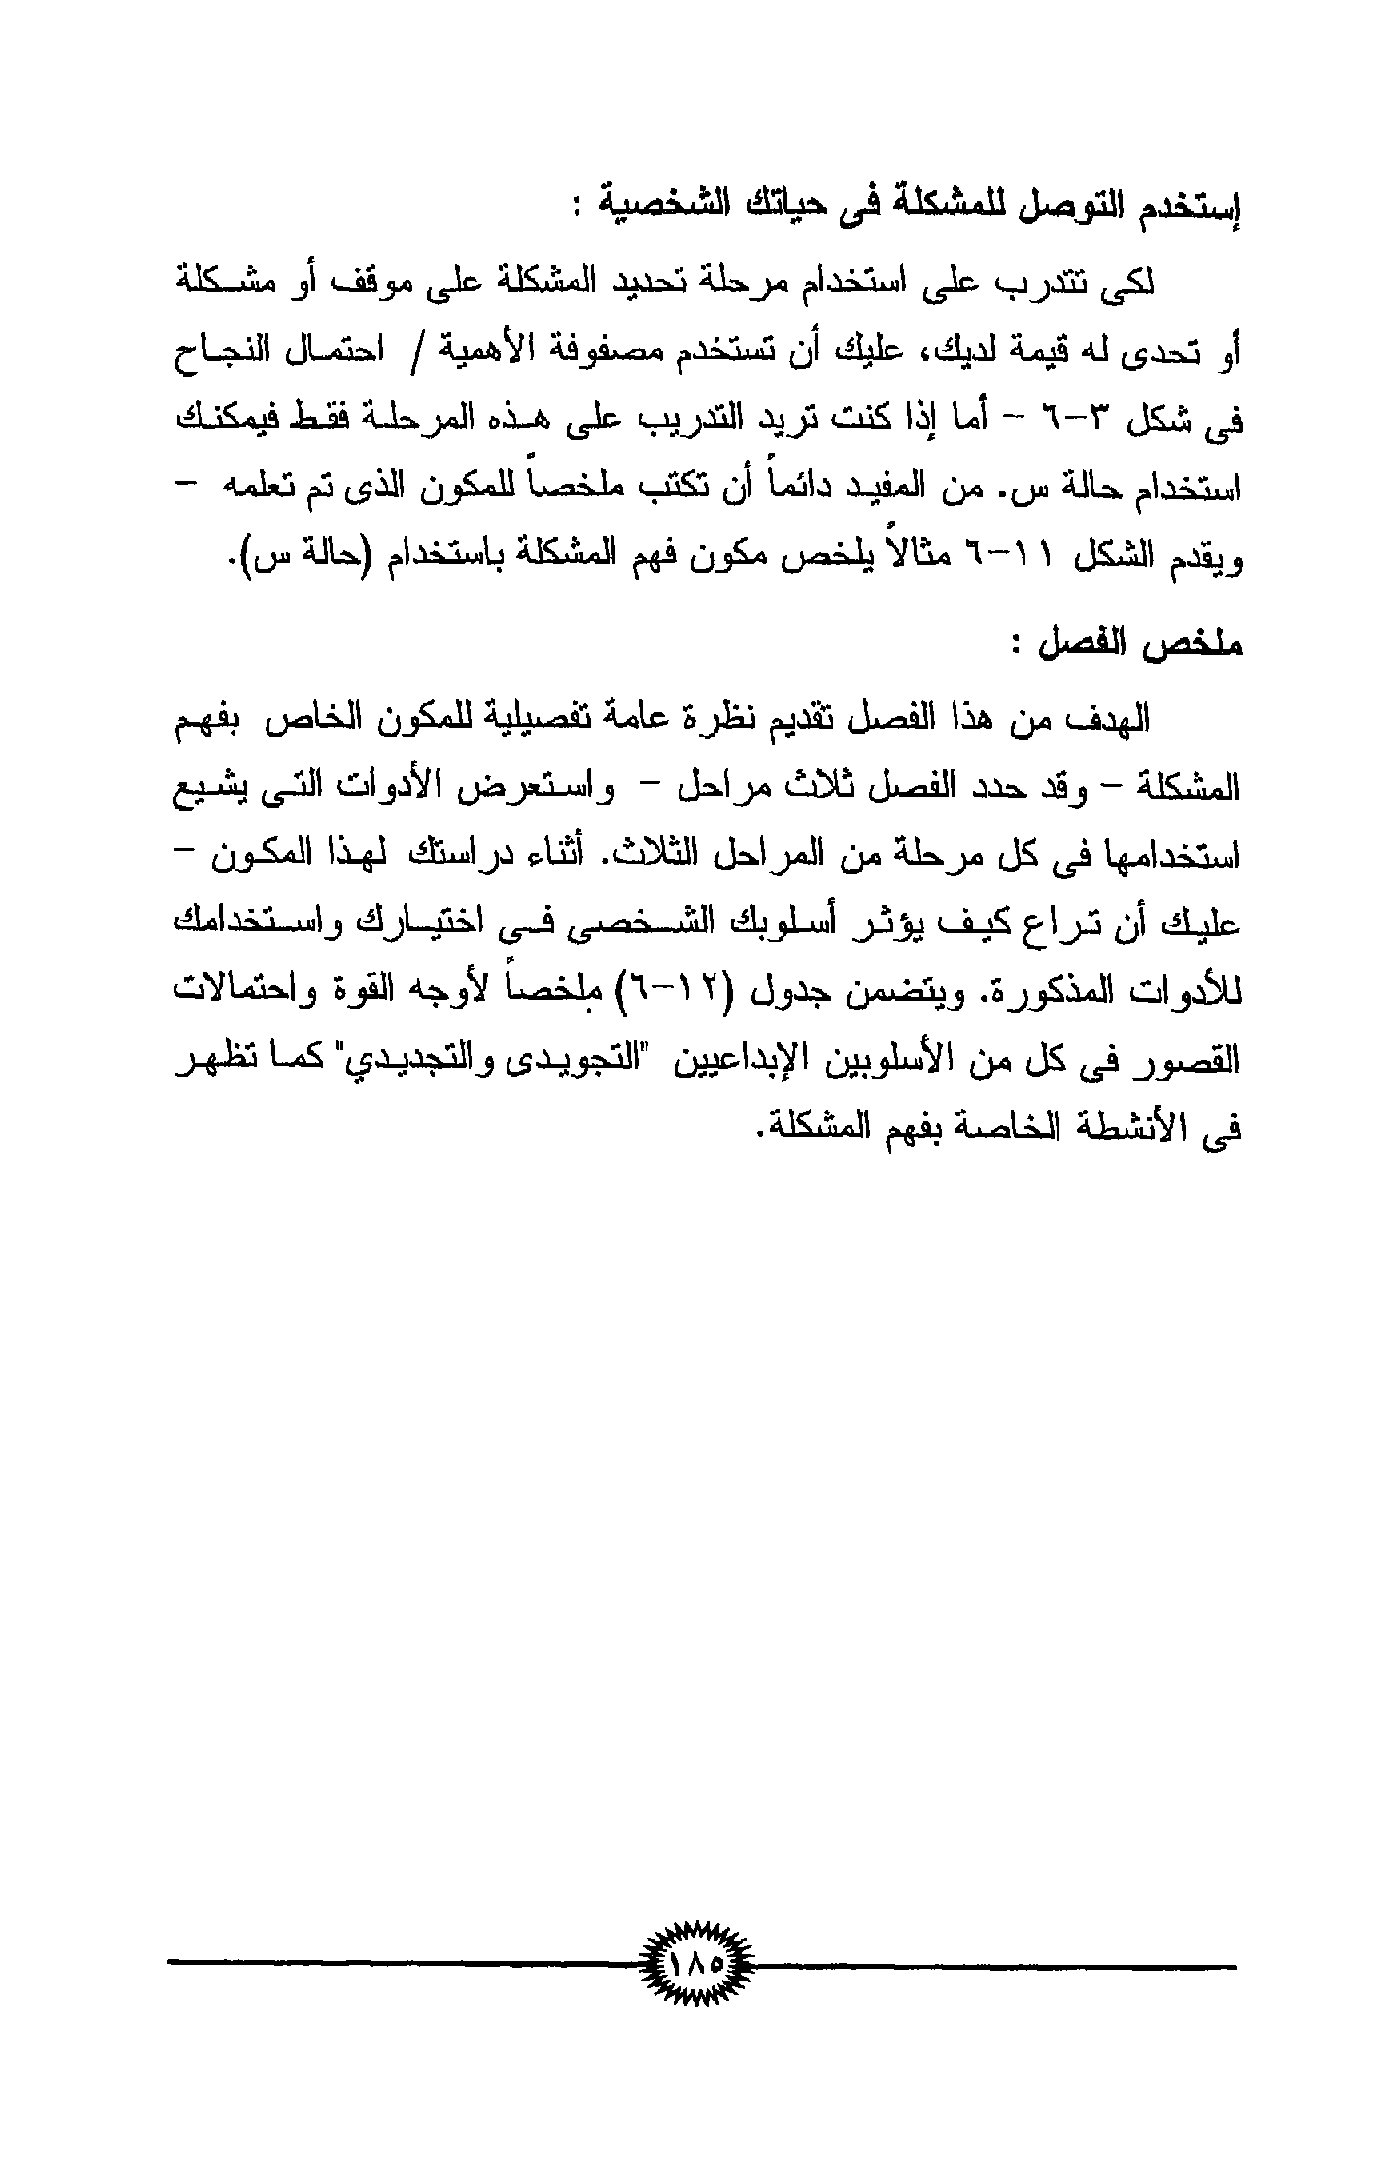 إستخدم التوصل للمشكلة فى حياتك الشخصية :
لكى تتدرب على استخدام مرحلة تحديد المشكلة على موقف أو مشكلة
أو تحدى له قيمة لديك، عليك أن تستخدم مصفوفة الأهمية / احتمال النجاح
فى شكل ٣-٦ - أما إذا كنت تريد التدريب على هذه المرحلة فقط فيمكنك
استخدام حالة س. من المفيد دائماً أن تكتب ملخصاً للمكون الذى تم تعلمه -
ويقدم الشكل ١١-٦ مثالاً يلخص مكون فهم المشكلة باستخدام (حالة س).
ملخص الفصل :
الهدف من هذا الفصل تقديم نظرة عامة تفصيلية للمكون الخاص بفهم
المشكلة - وقد حدد الفصل ثلاث مراحل - واستعرض الأدوات التى يشيع
استخدامها فى كل مرحلة من المراحل الثلاث. أثناء دراستك لهذا المكون -
عليك أن تراع كيف يؤثر أسلوبك الشخصى فى اختيارك واستخدامك
للأدوات المذكورة. ويتضمن جدول (١٢-٦) ملخصاً لأوجه القوة واحتمالات
القصور فى كل من الأسلوبين الإبداعيين "التجويدى والتجديدي" كما تظهر
فى الأنشطة الخاصة بفهم المشكلة.
١٨٥